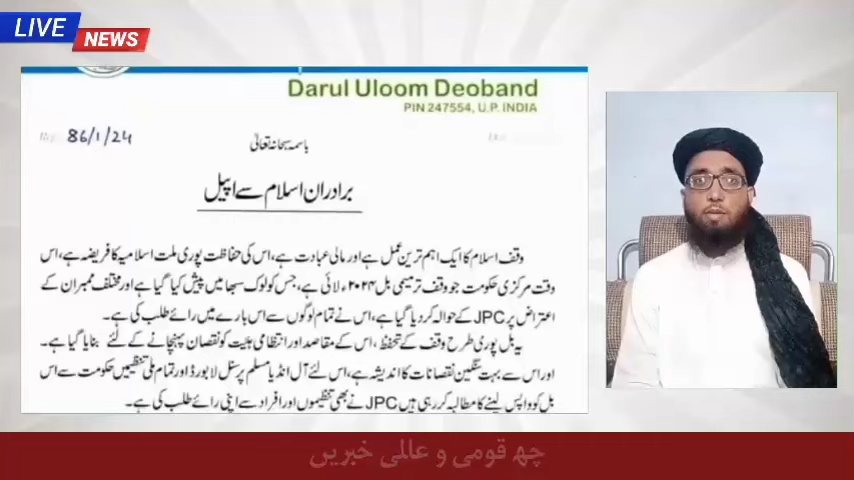 LIVE
NEWS
Darul Uloom Deoband
PIN 247554, U.P. INDIA
86/1/24
باسمہ سبحانہ تعالیٰ
برادران اسلام سے اپیل
وقف اسلام کا ایک اہم ترین عمل ہے اور مالی عبادت ہے، اس کی حفاظت پوری ملت اسلامیہ کا فریضہ ہے، اس
وقت مرکزی حکومت جو وقف ترمیمی بل ۲۰۲۴ء لائی ہے، جس کو لوک سبھا میں پیش کیا گیا ہے اور مختلف ممبران کے
اعتراض پر JPC کے حوالہ کر دیا گیا ہے، اس نے تمام لوگوں سے اس بارے میں رائے طلب کی ہے۔
یہ بل پوری طرح وقف کے تحفظ، اس کے مقاصد اور انتظامی ہیئت کو نقصان پہنچانے کے لئے بنایا گیا ہے۔
اور اس سے بہت سنگین نقصانات کا اندیشہ ہے، اس لئے آل انڈیا مسلم پرسنل لا بورڈ اور تمام ملی تنظیمیں حکومت سے اس
بل کو واپس لینے کا مطالبہ کر رہی ہیں JPC نے بھی تنظیموں اور افراد سے اپنی رائے طلب کی ہے۔
چھ قومی و عالمی خبریں